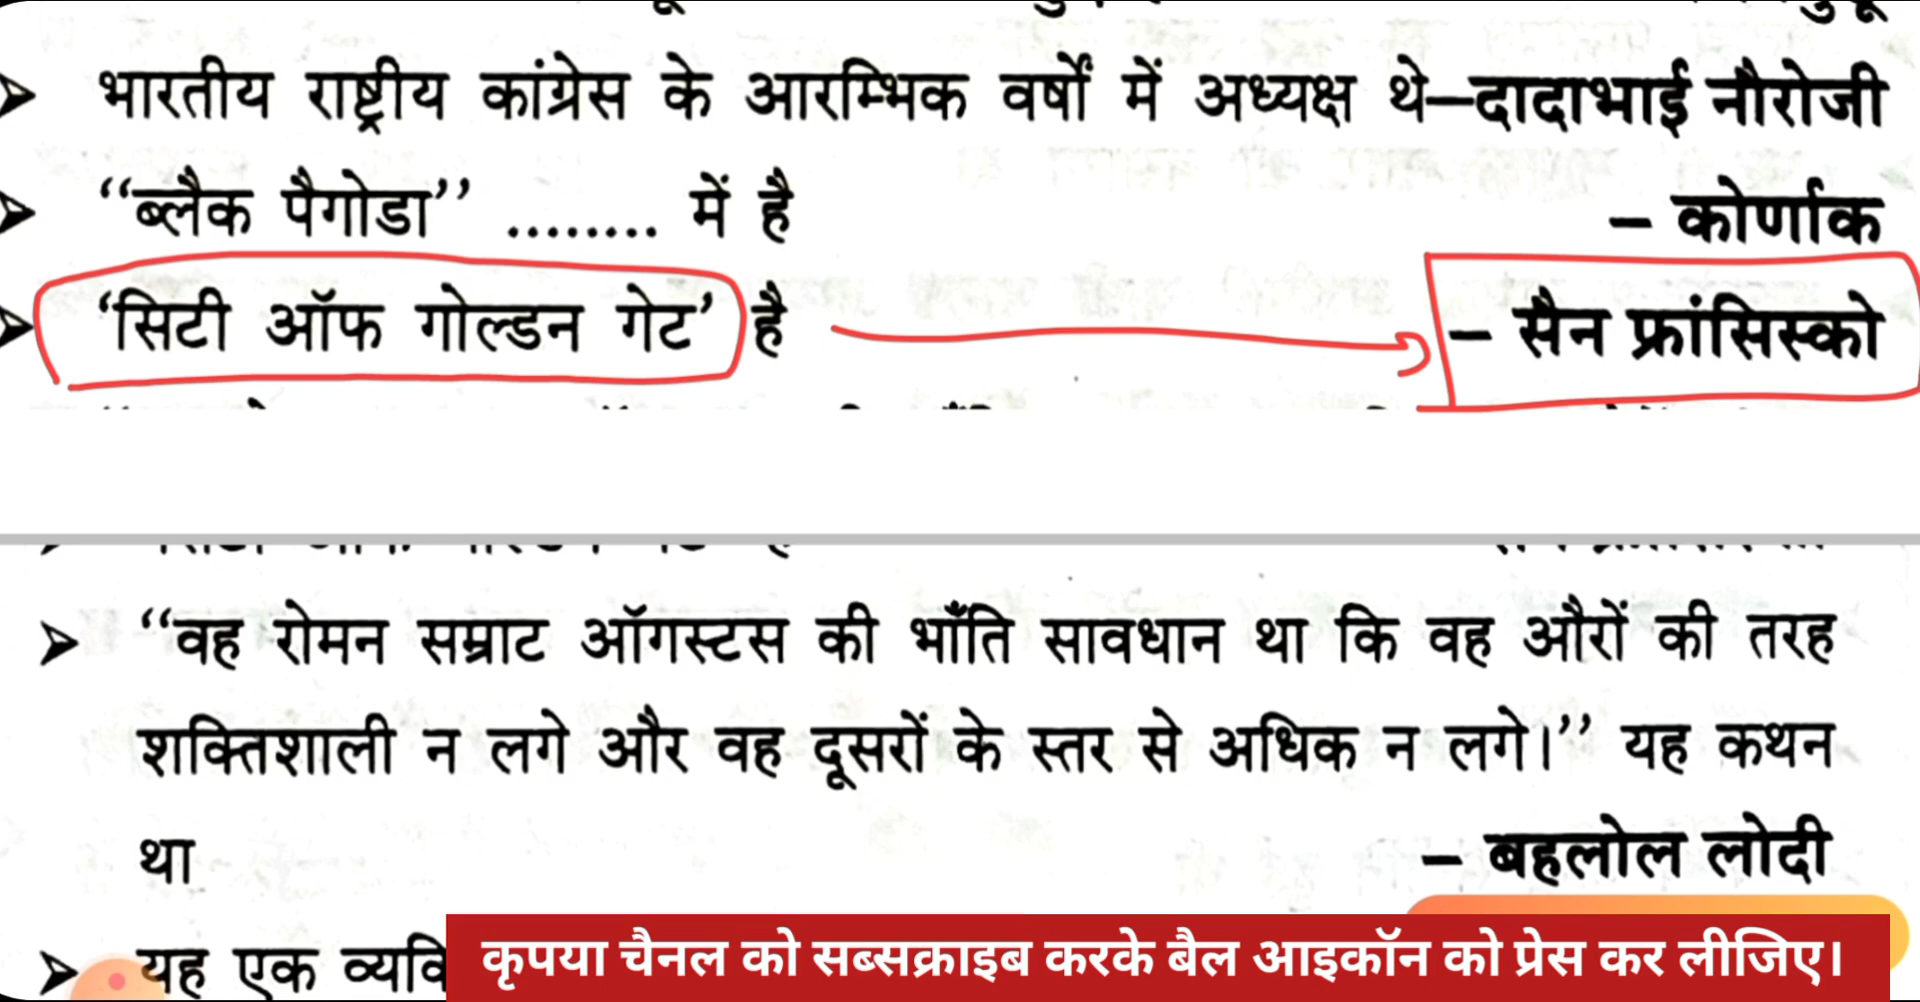 भारतीय राष्ट्रीय कांग्रेस के आरम्भिक वर्षों में अध्यक्ष थे–दादाभाई नौरोजी
‘‘ब्लैक पैगोडा’’ ........ में है – कोर्णाक
‘सिटी ऑफ गोल्डन गेट’ है – सैन फ्रांसिस्को
‘‘वह रोमन सम्राट ऑगस्टस की भाँति सावधान था कि वह औरों की तरह
शक्तिशाली न लगे और वह दूसरों के स्तर से अधिक न लगे।’’ यह कथन
था – बहलोल लोदी
यह एक
कृपया चैनल को सब्सक्राइब करके बैल आइकॉन को प्रेस कर लीजिए।